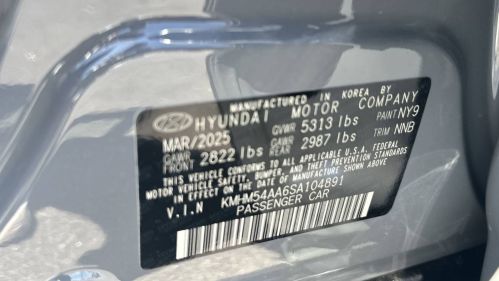 MANUFACTURED IN KOREA BY
HYUNDAI MOTOR COMPANY
MAR/2025 GVWR 5313 lbs PAINT NY9
GAWR FRONT 2822 lbs GAWR REAR 2987 lbs TRIM NNB
THIS VEHICLE CONFORMS TO ALL APPLICABLE U.S.A. FEDERAL
MOTOR VEHICLE SAFETY, BUMPER, AND THEFT PREVENTION STANDARDS
IN EFFECT ON THE DATE OF MANUFACTURE SHOWN ABOVE.
V.I.N KMHM54AA6SA104891
PASSENGER CAR